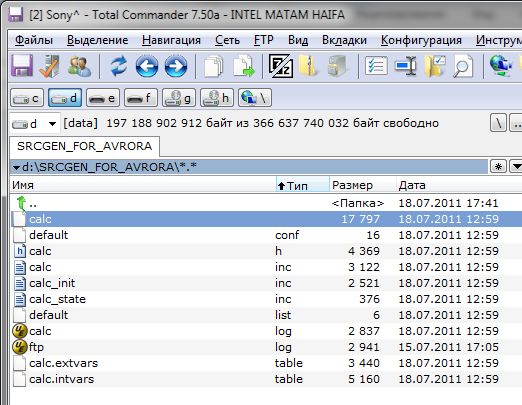 [2] Sony^ - Total Commander 7.50a - INTEL MATAM HAIFA
Файлы Выделение Навигация Сеть FTP Вид Вкладки Конфигурация Инструм
c d e f g h \
d [data] 197 188 902 912 байт из 366 637 740 032 байт свободно \ ..
SRCGEN_FOR_AVRORA
d:\SRCGEN_FOR_AVRORA\*.* *
Имя Тип Размер Дата
.. <Папка> 18.07.2011 17:41
calc 17 797 18.07.2011 12:59
default conf 16 18.07.2011 12:59
calc h 4 369 18.07.2011 12:59
calc inc 3 122 18.07.2011 12:59
calc_init inc 2 521 18.07.2011 12:59
calc_state inc 376 18.07.2011 12:59
default list 6 18.07.2011 12:59
calc log 2 837 18.07.2011 12:59
ftp log 2 941 15.07.2011 17:05
calc.extvars table 3 440 18.07.2011 12:59
calc.intvars table 5 160 18.07.2011 12:59